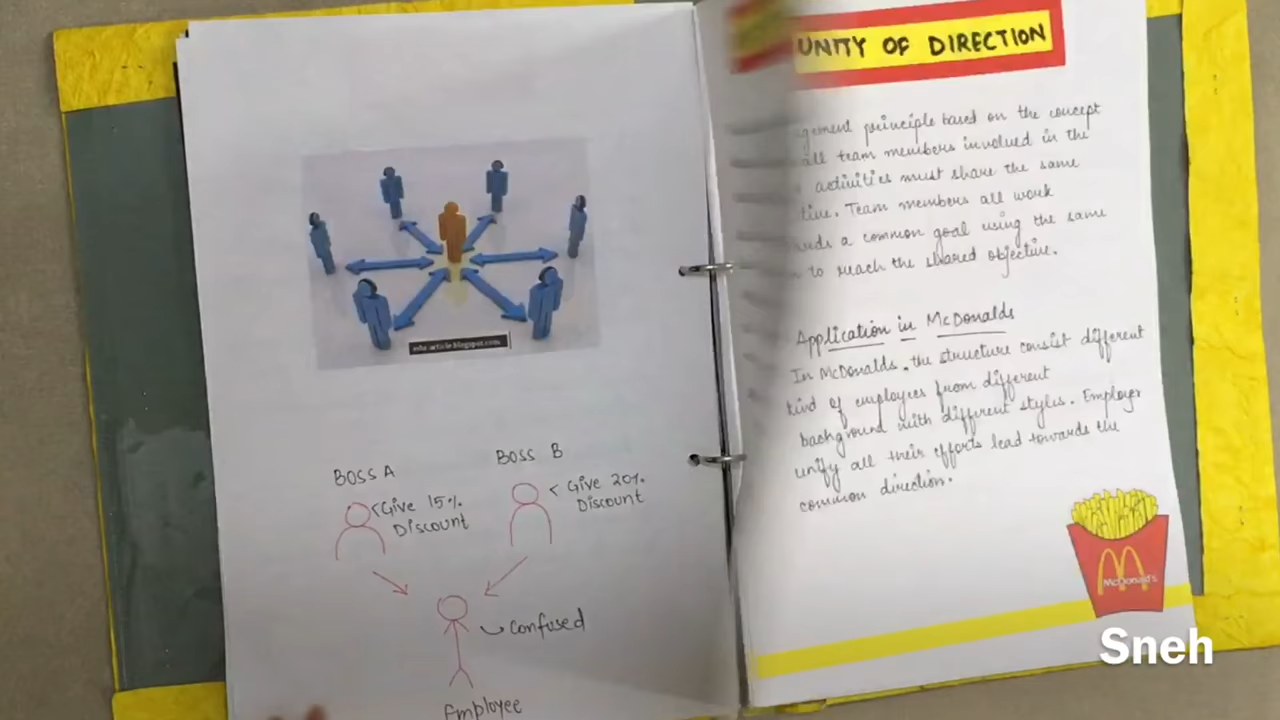 edu-article.blogspot.com
BOSS A
Give 15%
Discount
BOSS B
Give 20%
Discount
Confused
Employee
UNITY OF DIRECTION
principle based on the concept
all team members involved in the
activities must share the same
Team members all work
a common goal using the same
to reach the shared objective.
Application in McDonalds
In McDonalds, the structure consist different
kind of employees from different
background with different styles. Employer
unify all their efforts lead towards the
common direction.
McDonald's
Sneh